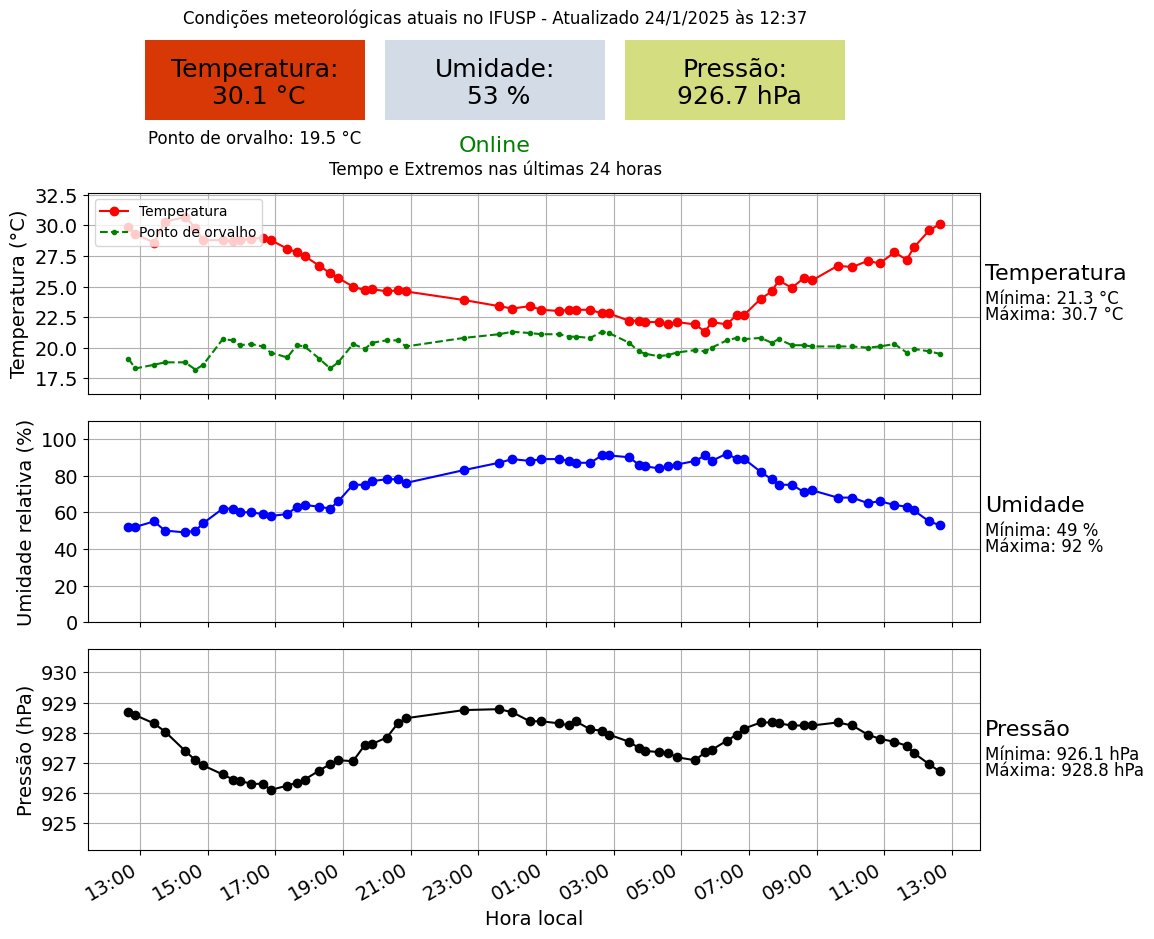 Condições meteorológicas atuais no IFUSP - Atualizado 24/1/2025 às 12:37
Temperatura:
30.1 °C
Umidade:
53 %
Pressão:
926.7 hPa
Ponto de orvalho: 19.5 °C
Online
Tempo e Extremos nas últimas 24 horas
Temperatura (°C)
32.5
30.0
27.5
25.0
22.5
20.0
17.5
Temperatura
Ponto de orvalho
Temperatura
Mínima: 21.3 °C
Máxima: 30.7 °C
Umidade relativa (%)
100
80
60
40
20
0
Umidade
Mínima: 49 %
Máxima: 92 %
Pressão (hPa)
930
929
928
927
926
925
Pressão
Mínima: 926.1 hPa
Máxima: 928.8 hPa
13:00
15:00
17:00
19:00
21:00
23:00
01:00
03:00
05:00
07:00
09:00
11:00
13:00
Hora local